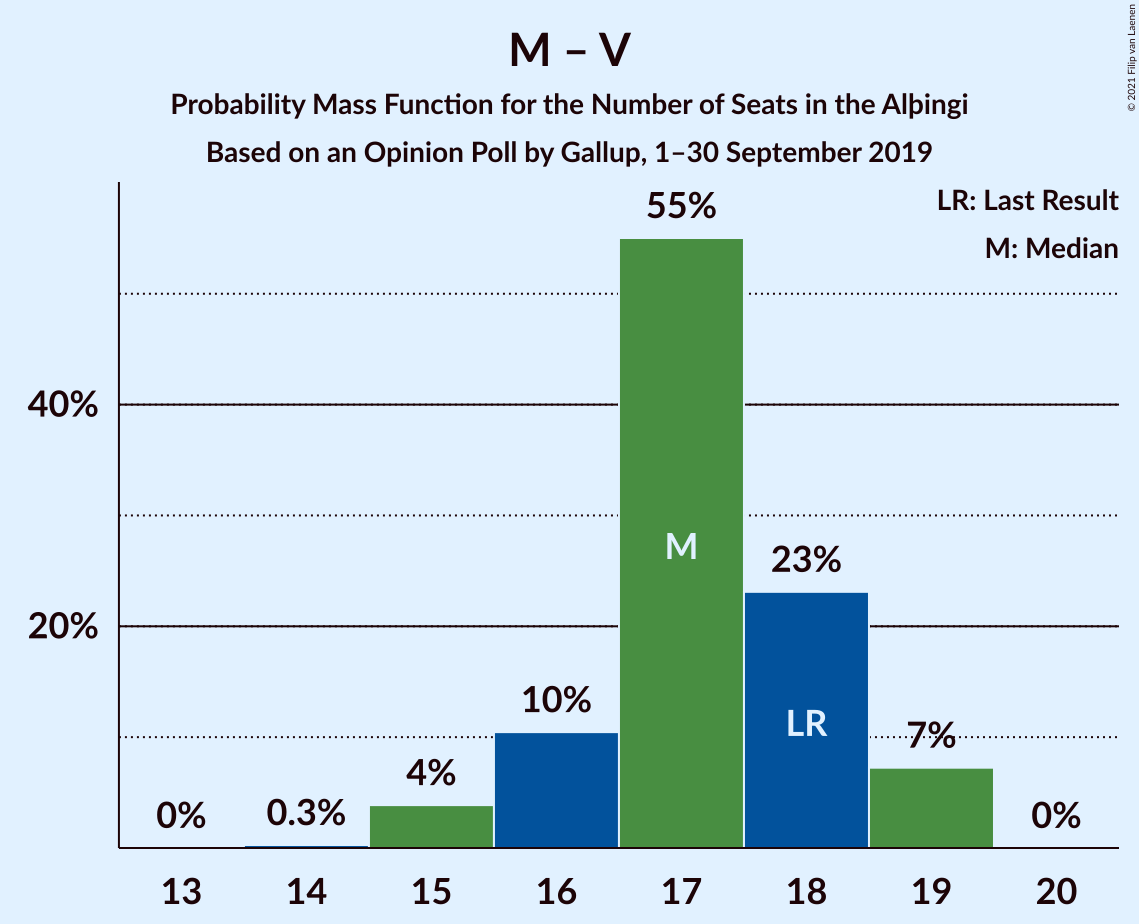 M – V
Probability Mass Function for the Number of Seats in the Alþingi
Based on an Opinion Poll by Gallup, 1–30 September 2019
© 2021 Filip van Laenen
LR: Last Result
M: Median
55%
40%
M
23%
20%
LR
10%
7%
4%
0%
0.3%
0%
13 14 15 16 17 18 19 20